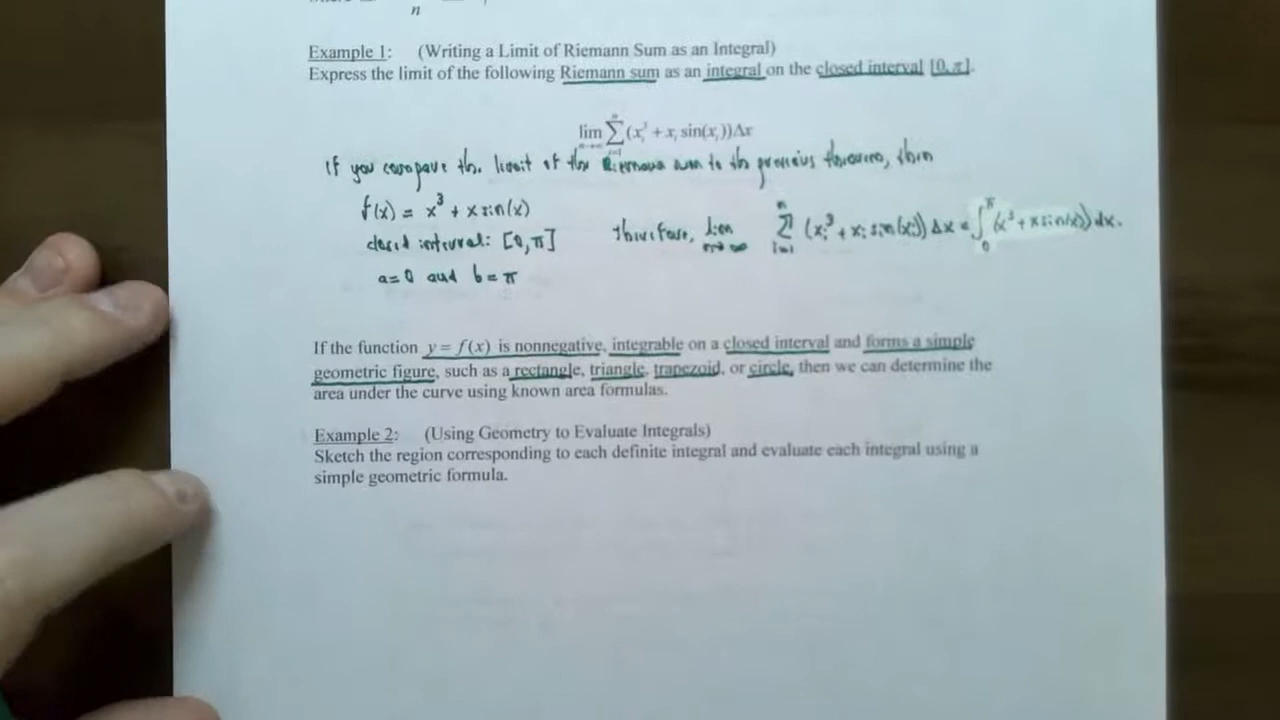 n
Example 1: (Writing a Limit of Riemann Sum as an Integral)
Express the limit of the following Riemann sum as an integral on the closed interval [0, π].
lim n→∞ ∑ i=1 n (xᵢ³ + xᵢ sin(xᵢ))Δx
If you compare the limit of the Riemann sum to the previous theorem, then
f(x) = x³ + x sin(x)
closed interval: [0, π]
a=0 and b=π
Therefore, lim n→∞ ∑ i=1 n (xᵢ³ + xᵢ sin(xᵢ)) Δx = ∫₀^π (x³ + x sin(x)) dx.
If the function y = f(x) is nonnegative, integrable on a closed interval and forms a simple
geometric figure, such as a rectangle, triangle, trapezoid, or circle, then we can determine the
area under the curve using known area formulas.
Example 2: (Using Geometry to Evaluate Integrals)
Sketch the region corresponding to each definite integral and evaluate each integral using a
simple geometric formula.